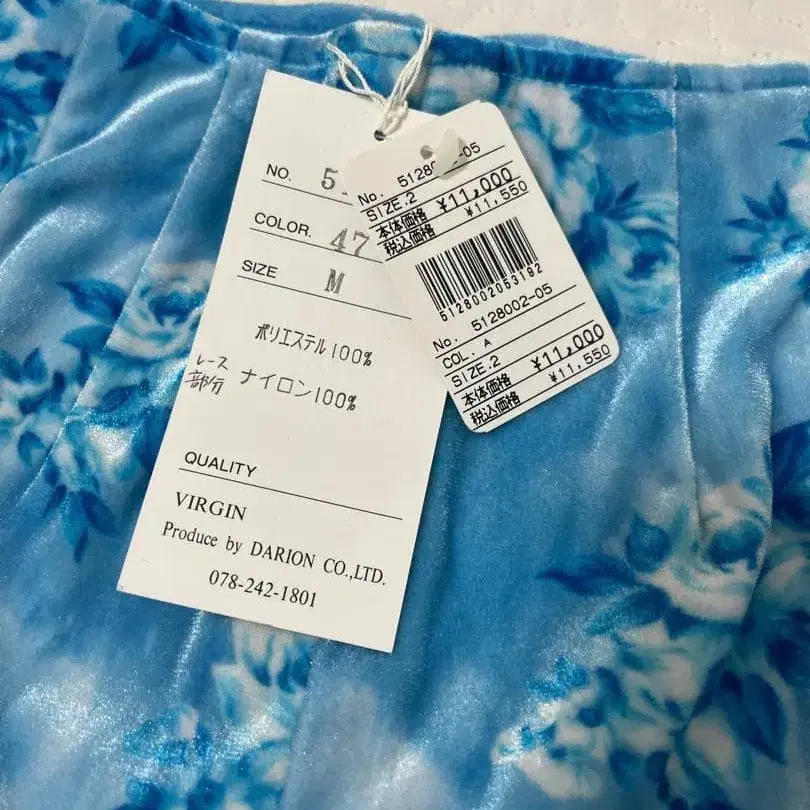 NO. 5
COLOR. 47
SIZE M
ポリエステル100%
レース
部分 ナイロン100%
QUALITY
VIRGIN
Produce by DARION CO.,LTD.
078-242-1801
No. 5128002-05
SIZE.2
本体価格 ¥11,000
税込価格 ¥11,550
5128002053192
No. 5128002-05
COL. A
SIZE.2
本体価格 ¥11,000
税込価格 ¥11,550